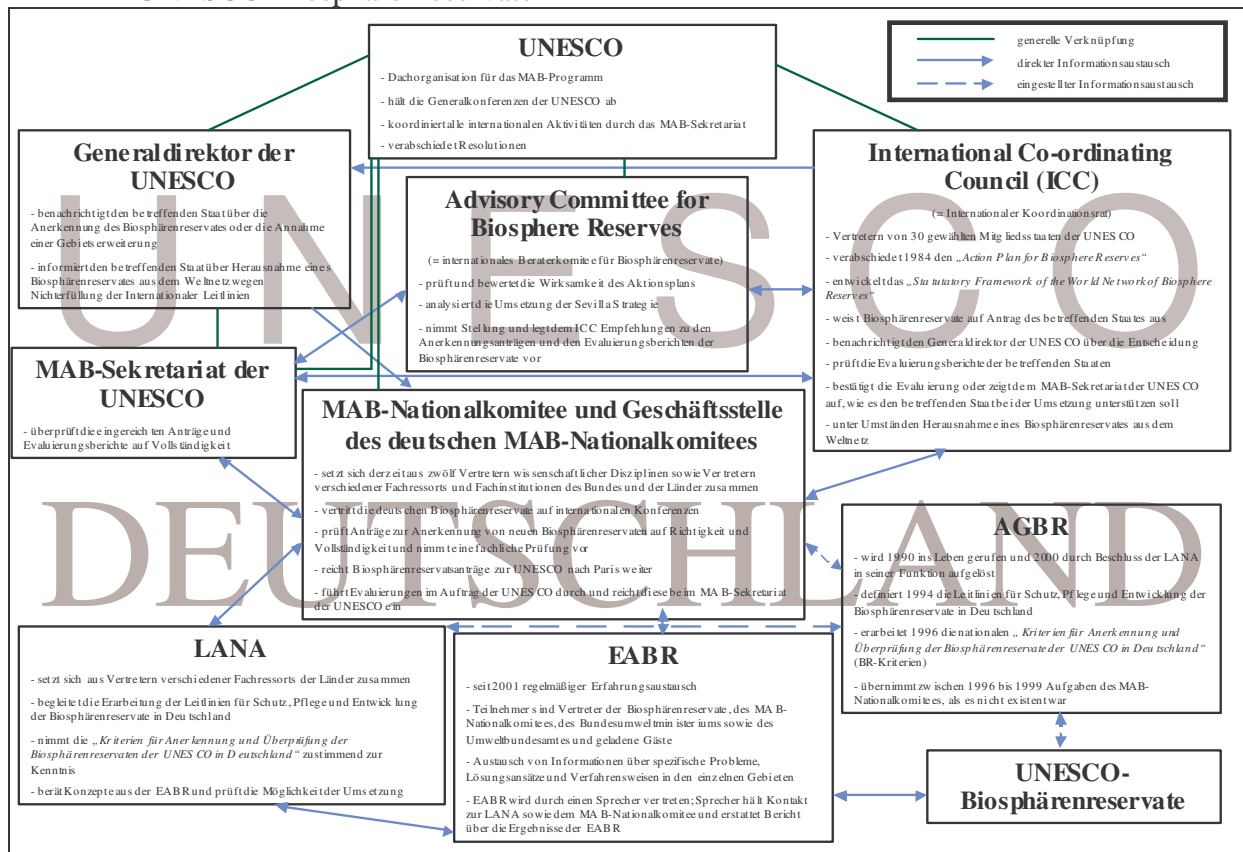 UNESCO
- Dachorganisation für das MAB-Programm
- hält die Generalkonferenzen der UNESCO ab
- koordiniert alle internationalen Aktivitäten durch das MAB-Sekretariat
- verabschiedet Resolutionen
generelle Verknüpfung
direkter Informationsaustausch
eingestellter Informationsaustausch
Generaldirektor der
UNESCO
- benachrichtigt den betreffenden Staat über die
Anerkennung des Biosphärenreservates oder die Annahme
einer Gebietserweiterung
- informiert den betreffenden Staat über Herausnahme eines
Biosphärenreservates aus dem Weltnetz wegen
Nichterfüllung der Internationaler Leitlinien
Advisory Committee for
Biosphere Reserves
(= internationales Beraterkomitee für Biosphärenreservate)
- prüft und bewertet die Wirksamkeit des Aktionsplans
- analysiert die Umsetzung der Sevilla Strategie
- nimmt Stellung und legt dem ICC Empfehlungen zu den
Anerkennungsanträgen und den Evaluierungsberichten der
Biosphärenreservate vor
International Co-ordinating
Council (ICC)
(= Internationaler Koordinationsrat)
- Vertretern von 30 gewählten Mitgliedsstaaten der UNESCO
- verabschiedet 1984 den „Action Plan for Biosphere Reserves“
- entwickelt das „Statutatory Framework of the World Network of Biosphere
Reserves“
- weist Biosphärenreservate auf Antrag des betreffenden Staates aus
- benachrichtigt den Generaldirektor der UNESCO über die Entscheidung
- prüft die Evaluierungsberichte der betreffenden Staaten
- bestätigt die Evaluierung oder zeigt dem MAB-Sekretariat der UNESCO
auf, wie es den betreffenden Staat bei der Umsetzung unterstützen soll
- unter Umständen Herausnahme eines Biosphärenreservates aus dem
Weltnetz
UNESCO
MAB-Sekretariat der
UNESCO
- überprüft die eingereichten Anträge und
Evaluierungsberichte auf Vollständigkeit
MAB-Nationalkomitee und Geschäftsstelle
des deutschen MAB-Nationalkomitees
- setzt sich derzeit aus zwölf Vertretern wissenschaftlicher Disziplinen sowie Vertretern
verschiedener Fachressorts und Fachinstitutionen des Bundes und der Länder zusammen
- vertritt die deutschen Biosphärenreservate auf internationalen Konferenzen
- prüft Anträge zur Anerkennung von neuen Biosphärenreservaten auf Richtigkeit und
Vollständigkeit und nimmt eine fachliche Prüfung vor
- reicht Biosphärenreservatsanträge zur UNESCO nach Paris weiter
- führt Evaluierungen im Auftrag der UNESCO durch und reicht diese beim MAB-Sekretariat
der UNESCO ein
DEUTSCHLAND
AGBR
- wird 1990 ins Leben gerufen und 2000 durch Beschluss der LANA
in seiner Funktion aufgelöst
- definiert 1994 die Leitlinien für Schutz, Pflege und Entwicklung der
Biosphärenreservate in Deutschland
- erarbeitet 1996 die nationalen „Kriterien für Anerkennung und
Überprüfung der Biosphärenreservate der UNESCO in Deutschland“
(BR-Kriterien)
- übernimmt zwischen 1996 bis 1999 Aufgaben des MAB-
Nationalkomitees, als es nicht existent war
LANA
- setzt sich aus Vertretern verschiedener Fachressorts der Länder zusammen
- begleitet die Erarbeitung der Leitlinien für Schutz, Pflege und Entwicklung
der Biosphärenreservate in Deutschland
- nimmt die „Kriterien für Anerkennung und Überprüfung der
Biosphärenreservaten der UNESCO in Deutschland“ zustimmend zur
Kenntnis
- berät Konzepte aus der EABR und prüft die Möglichkeit der Umsetzung
EABR
- seit 2001 regelmäßiger Erfahrungsaustausch
- Teilnehmer sind Vertreter der Biosphärenreservate, des MAB-
Nationalkomitees, des Bundesumweltministeriums sowie des
Umweltbundesamtes und geladene Gäste
- Austausch von Informationen über spezifische Probleme,
Lösungsansätze und Verfahrensweisen in den einzelnen Gebieten
- EABR wird durch einen Sprecher vertreten; Sprecher hält Kontakt
zur LANA sowie dem MAB-Nationalkomitee und erstattet Bericht
über die Ergebnisse der EABR
UNESCO-
Biosphärenreservate